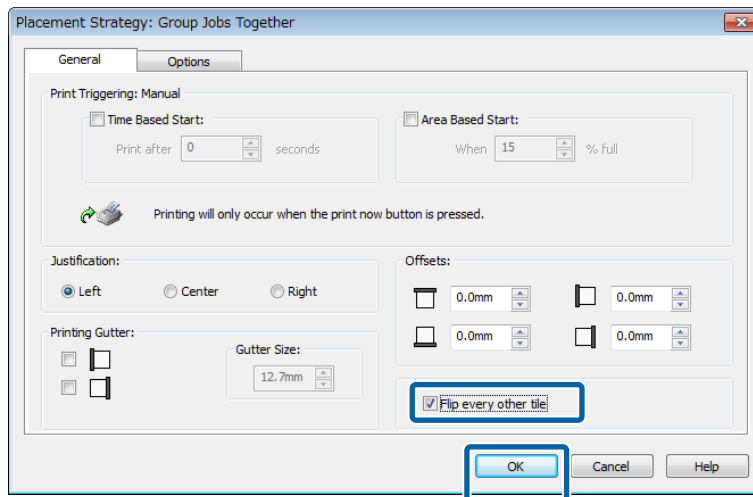 Placement Strategy: Group Jobs Together
General Options
Print Triggering: Manual
Time Based Start: Area Based Start:
Print after 0 seconds When 15 % full
Printing will only occur when the print now button is pressed.
Justification: Offsets:
Left Center Right
0.0mm 0.0mm
Printing Gutter:
0.0mm 0.0mm
Gutter Size:
12.7mm
Flip every other tile
OK Cancel Help